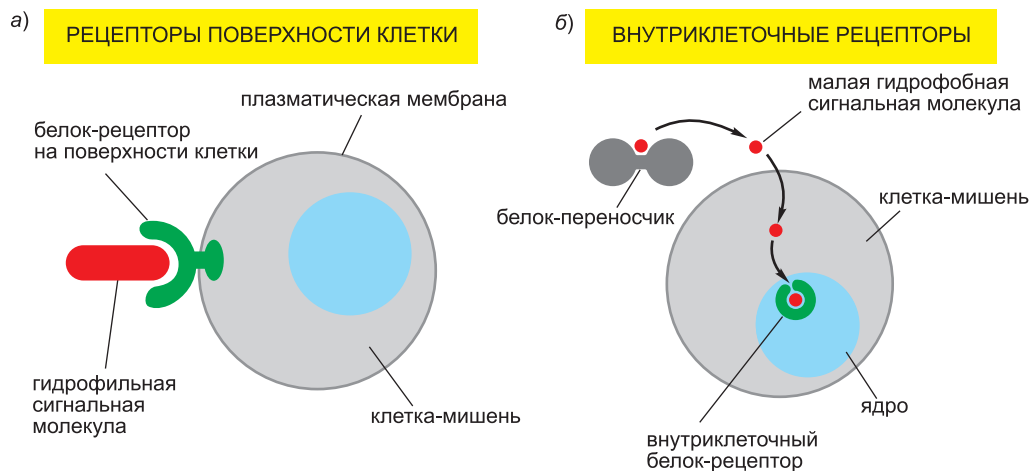 а)
РЕЦЕПТОРЫ ПОВЕРХНОСТИ КЛЕТКИ
плазматическая мембрана
белок-рецептор
на поверхности клетки
гидрофильная
сигнальная
молекула
клетка-мишень
б)
ВНУТРИКЛЕТОЧНЫЕ РЕЦЕПТОРЫ
малая гидрофобная
сигнальная молекула
белок-переносчик
клетка-мишень
ядро
внутриклеточный
белок-рецептор